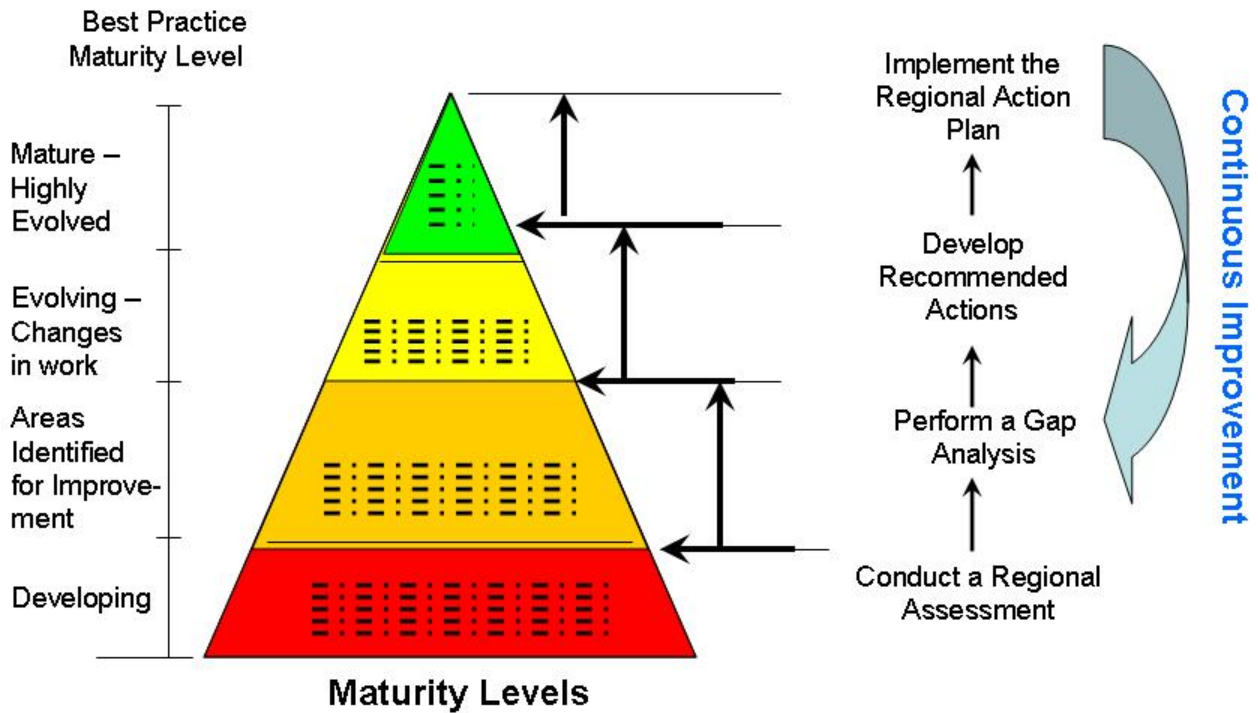 Best Practice
Maturity Level
Mature –
Highly
Evolved
Evolving –
Changes
in work
Areas
Identified
for Improve-
ment
Developing
Maturity Levels
Implement the
Regional Action
Plan
Develop
Recommended
Actions
Perform a Gap
Analysis
Conduct a Regional
Assessment
Continuous Improvement